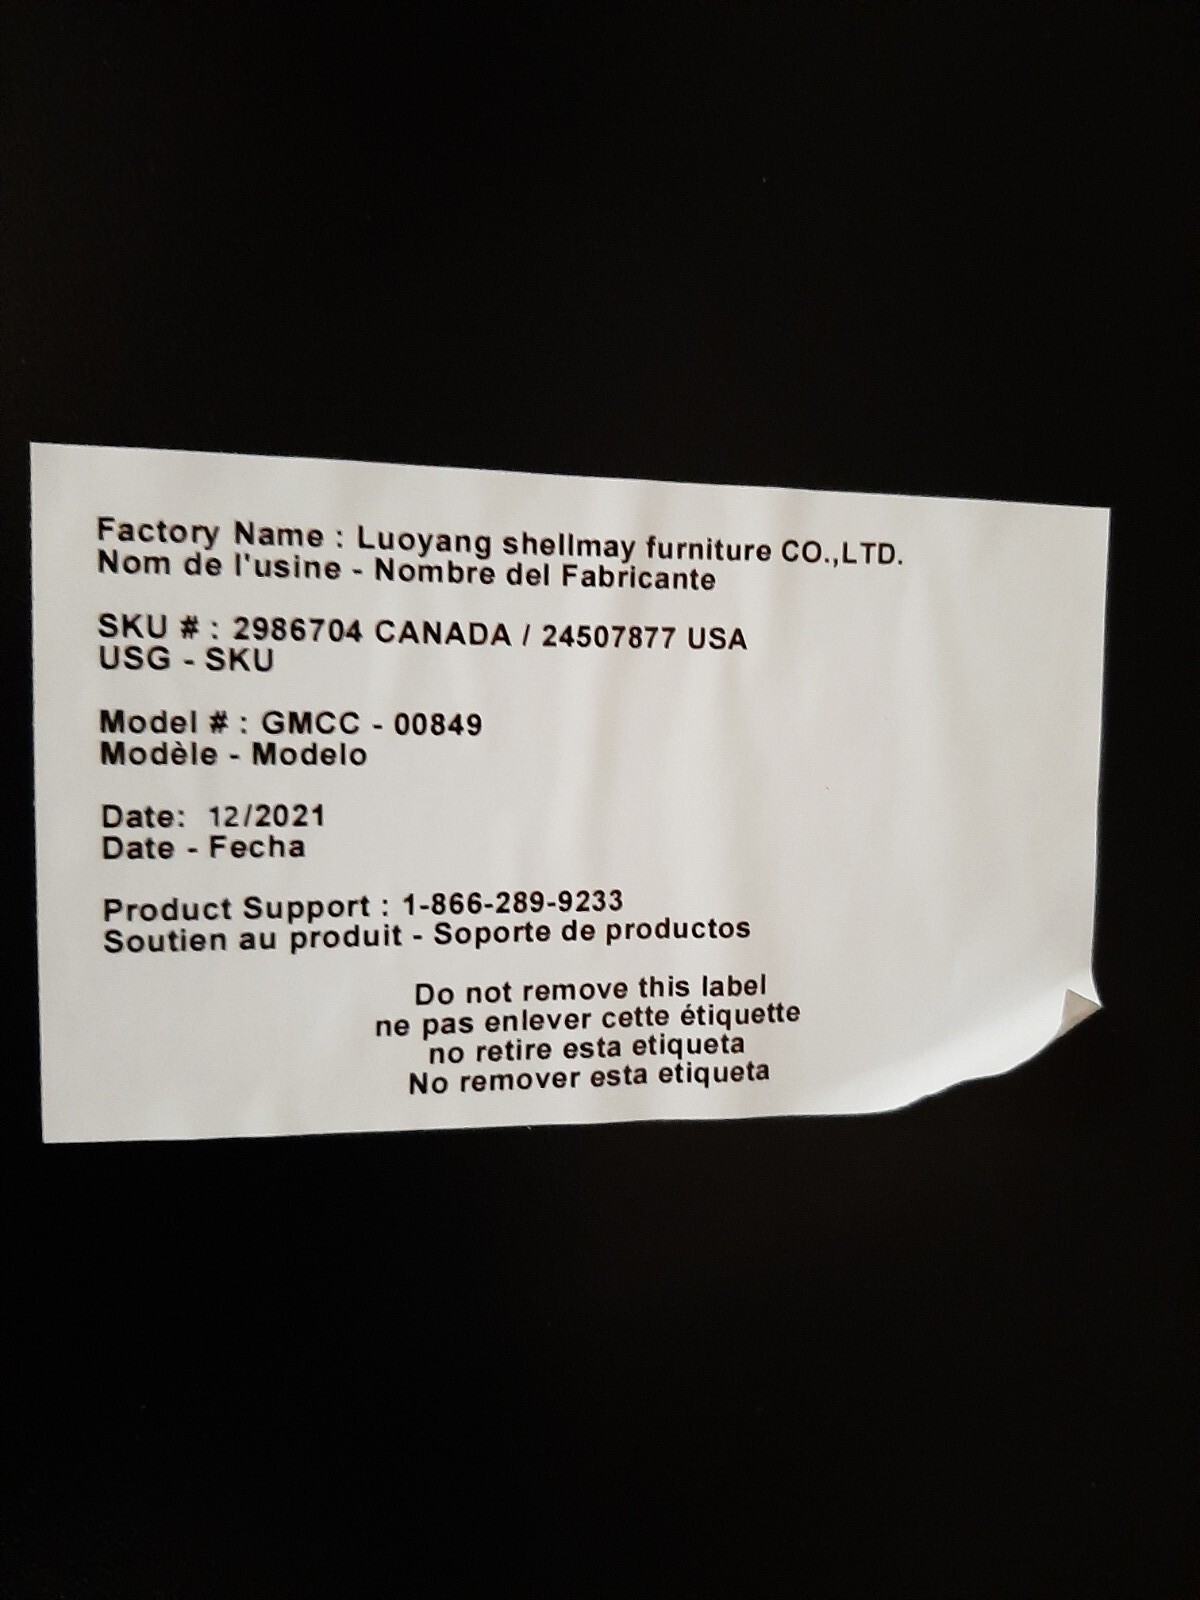 Factory Name : Luoyang shellmay furniture CO.,LTD.
Nom de l'usine - Nombre del Fabricante
SKU # : 2986704 CANADA / 24507877 USA
USG - SKU
Model # : GMCC - 00849
Modèle - Modelo
Date: 12/2021
Date - Fecha
Product Support : 1-866-289-9233
Soutien au produit - Soporte de productos
Do not remove this label
ne pas enlever cette étiquette
no retire esta etiqueta
No remover esta etiqueta